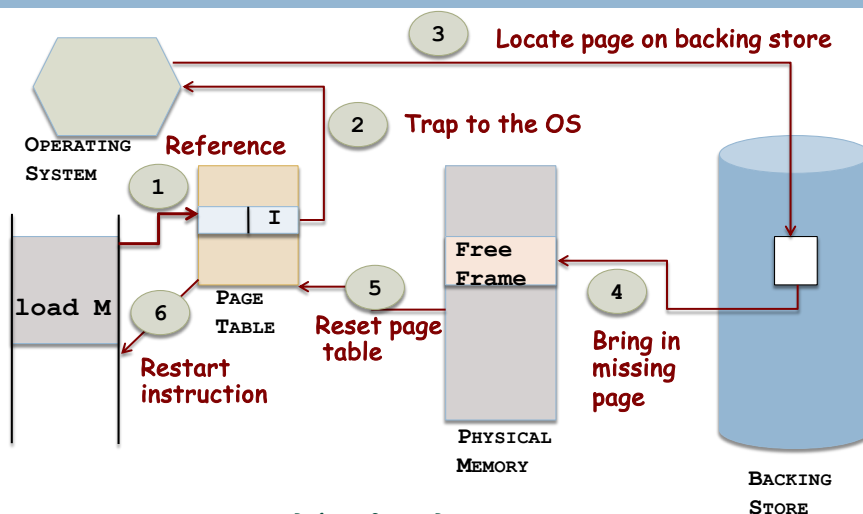 3
Locate page on backing store
2
Trap to the OS
OPERATING
SYSTEM
Reference
1
I
load M
6
Restart
instruction
PAGE
TABLE
5
Reset page
table
Free
Frame
4
Bring in
missing
page
PHYSICAL
MEMORY
BACKING
STORE